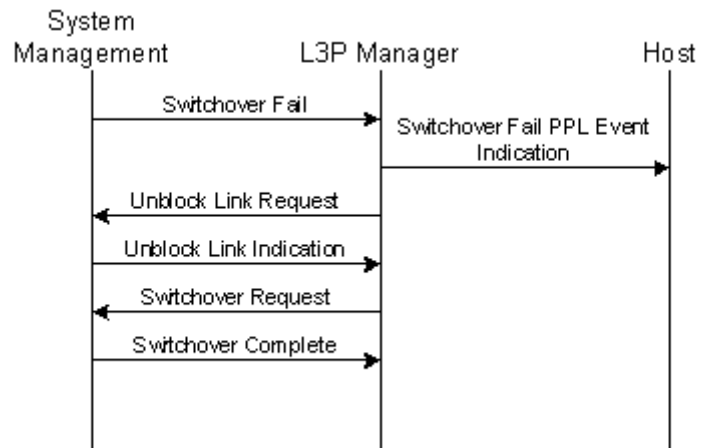 System
Management
L3P Manager
Host
Switchover Fail
Switchover Fail PPL Event
Indication
Unblock Link Request
Unblock Link Indication
Switchover Request
Switchover Complete